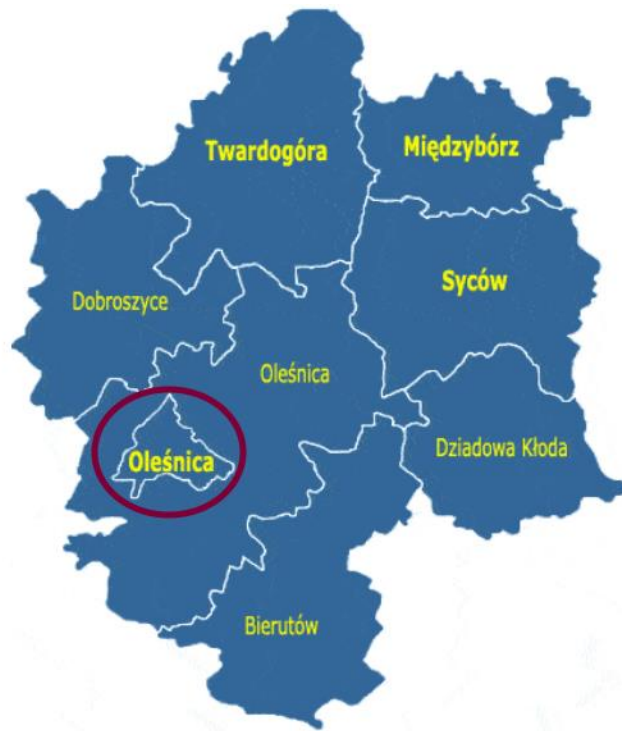 Twardogóra
Międzybórz
Syców
Dobroszyce
Oleśnica
Oleśnica
Dziadowa Kłoda
Bierutów